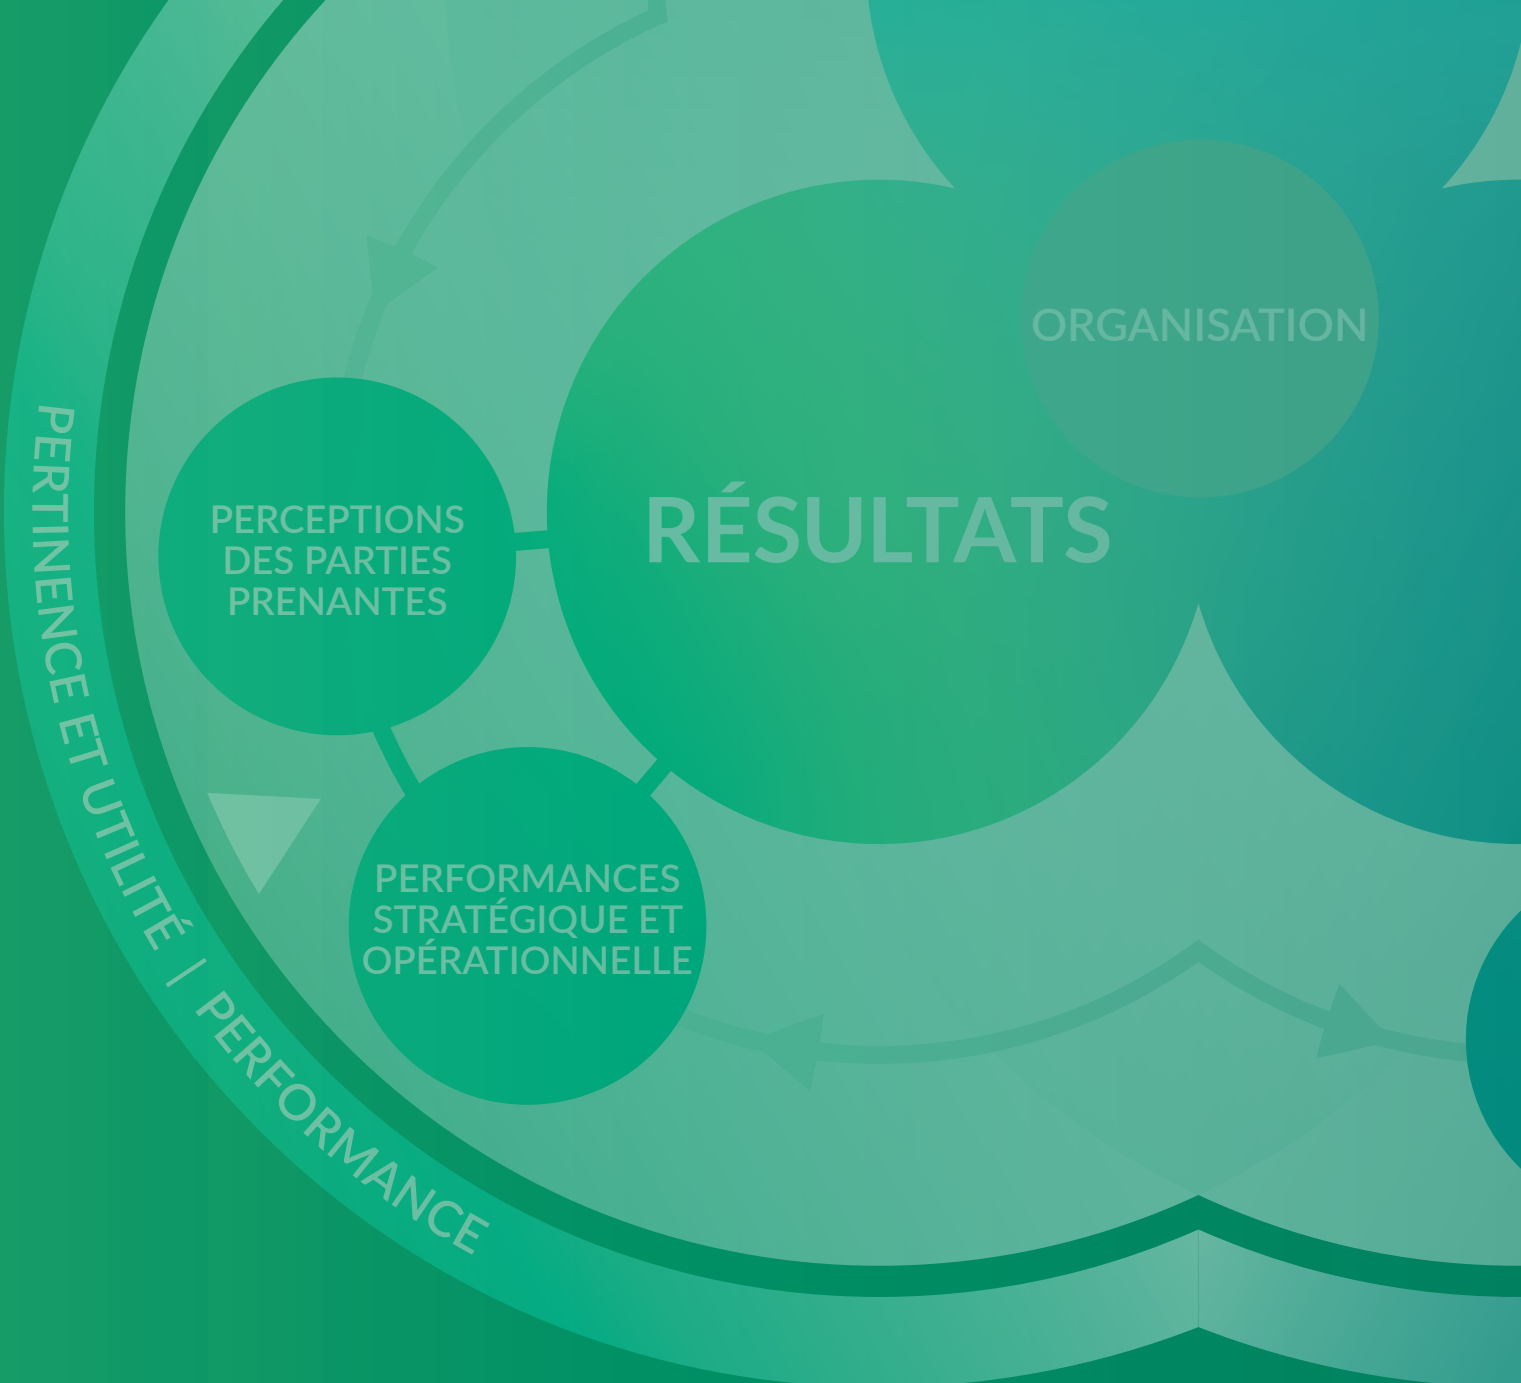 ORGANISATION
RÉSULTATS
PERCEPTIONS
DES PARTIES
PRENANTES
PERFORMANCES
STRATÉGIQUE ET
OPÉRATIONNELLE
PERTINENCE ET UTILITÉ | PERFORMANCE